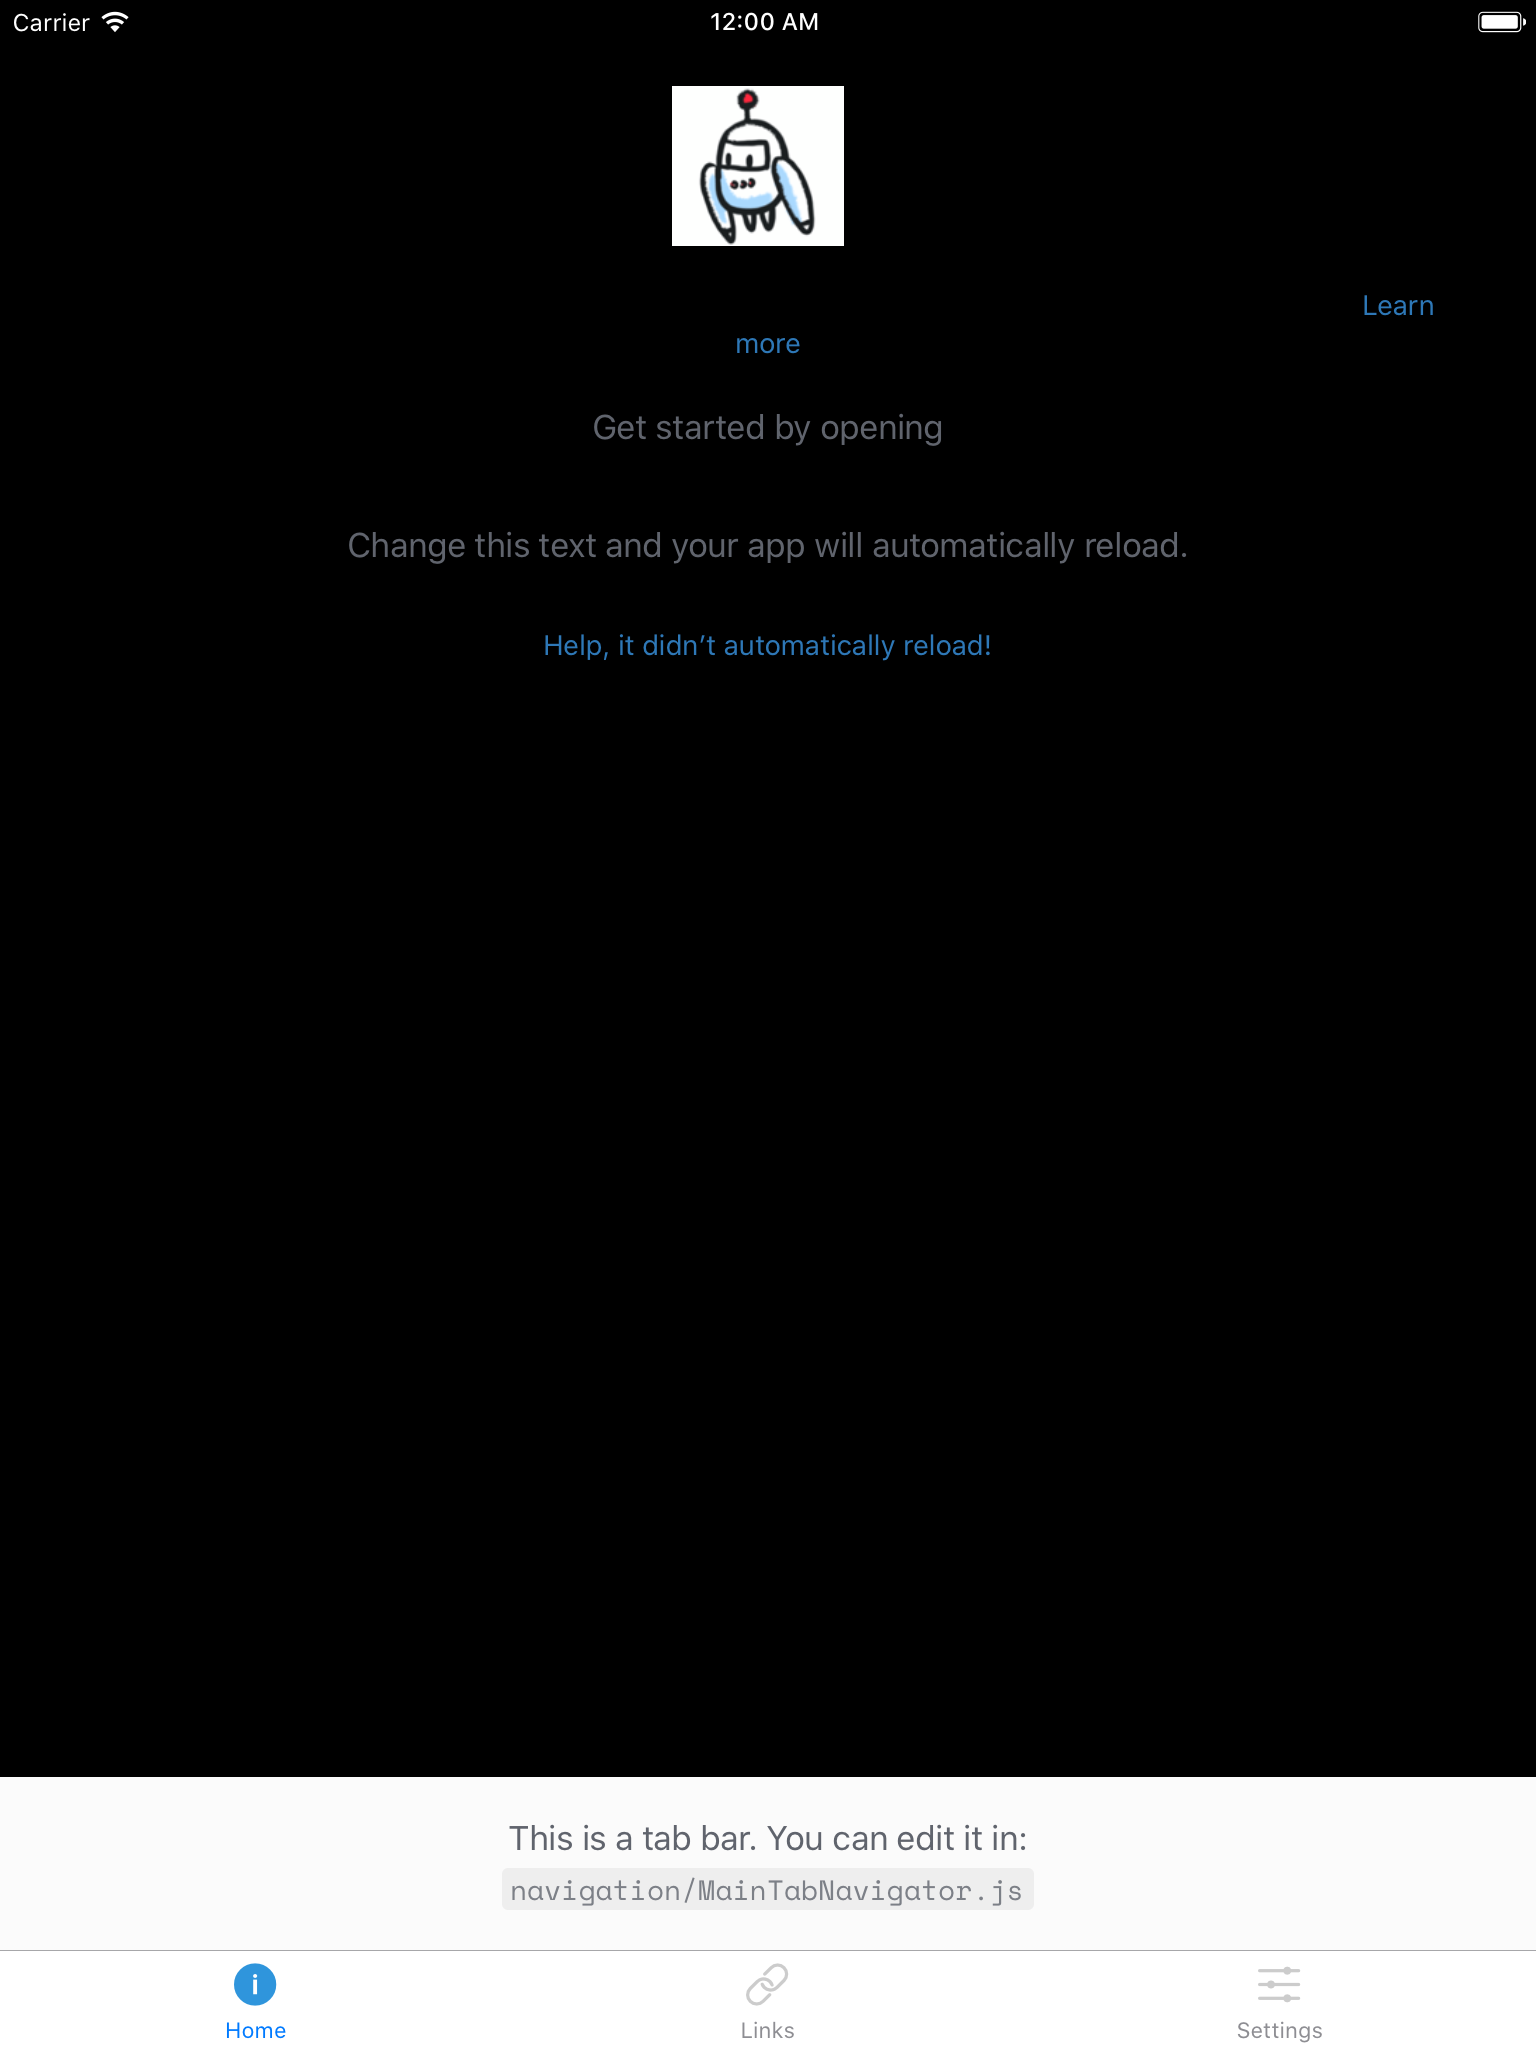 Carrier 12:00 AM
Learn
more
Get started by opening
Change this text and your app will automatically reload.
Help, it didn’t automatically reload!
This is a tab bar. You can edit it in:
navigation/MainTabNavigator.js
Home Links Settings